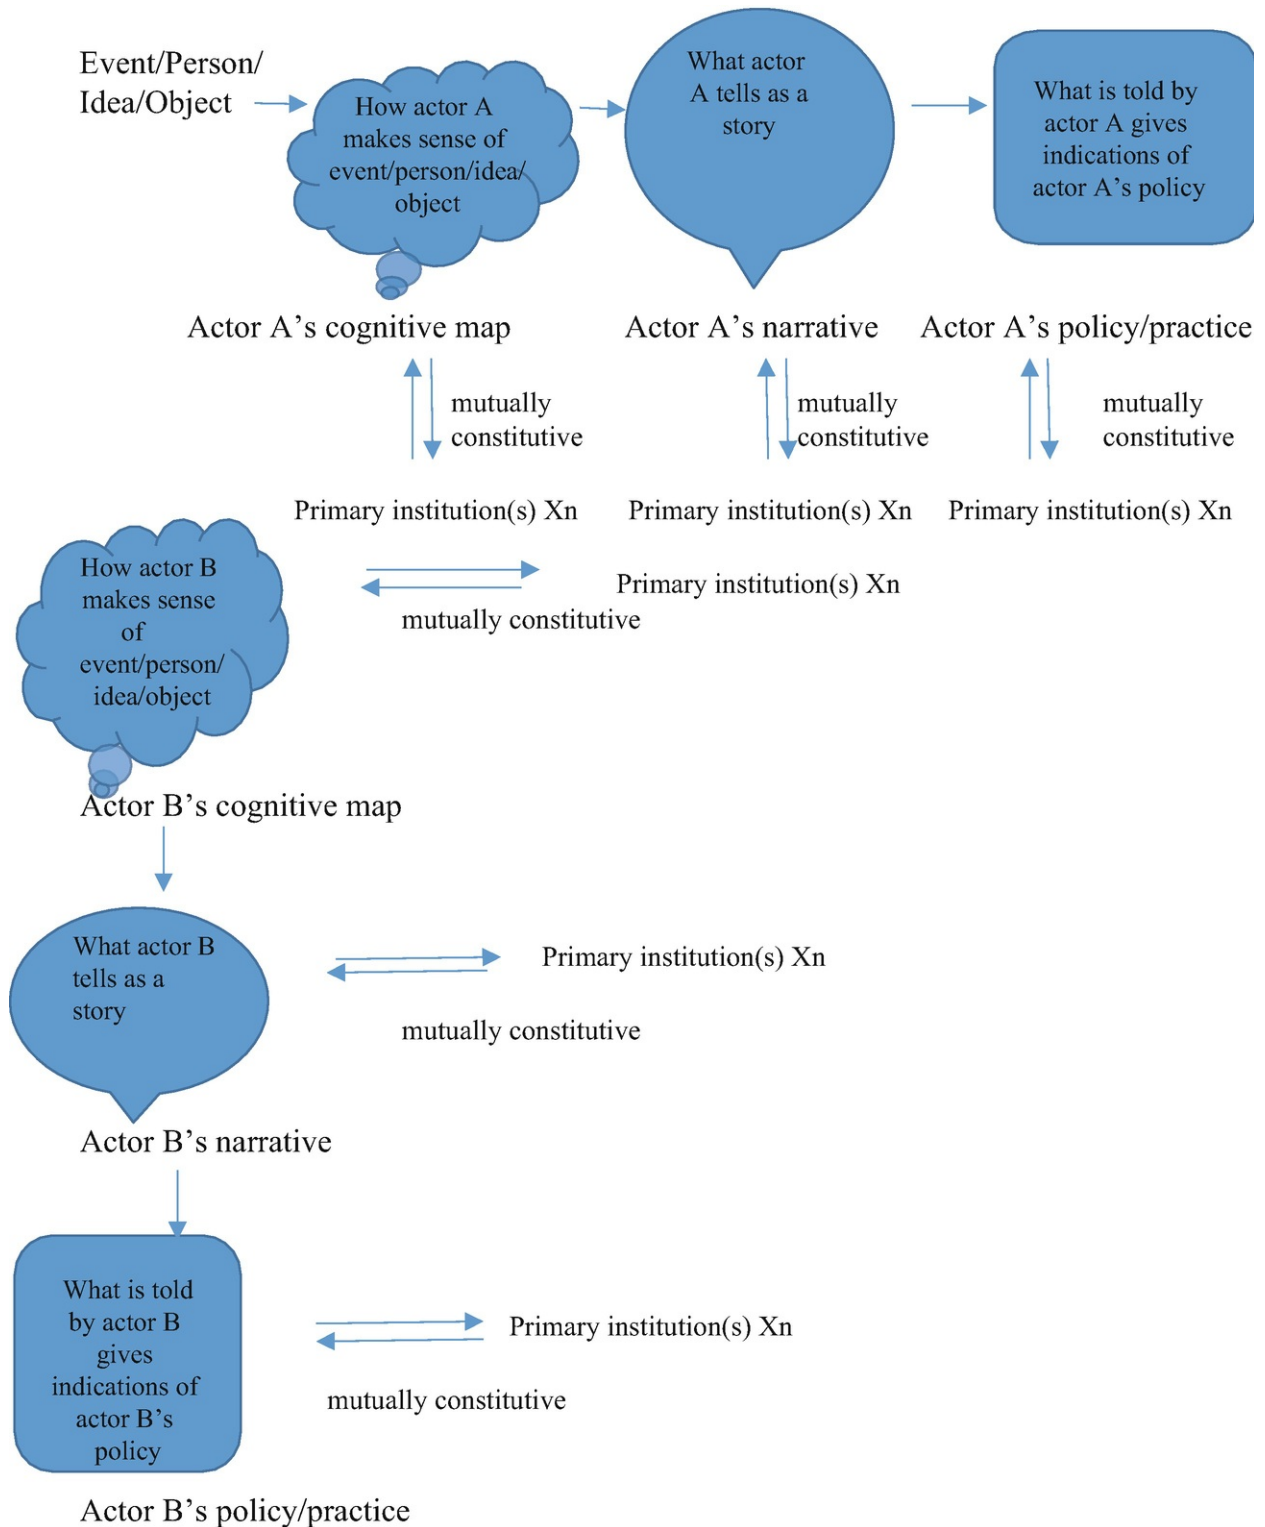 Event/Person/
Idea/Object
How actor A
makes sense of
event/person/idea/
object
What actor
A tells as a
story
What is told by
actor A gives
indications of
actor A’s policy
Actor A’s cognitive map
Actor A’s narrative
Actor A’s policy/practice
mutually
constitutive
mutually
constitutive
mutually
constitutive
Primary institution(s) Xn
Primary institution(s) Xn
Primary institution(s) Xn
How actor B
makes sense
of
event/person/
idea/object
Primary institution(s) Xn
mutually constitutive
Actor B’s cognitive map
What actor B
tells as a
story
Primary institution(s) Xn
mutually constitutive
Actor B’s narrative
What is told
by actor B
gives
indications of
actor B’s
policy
Primary institution(s) Xn
mutually constitutive
Actor B’s policy/practice